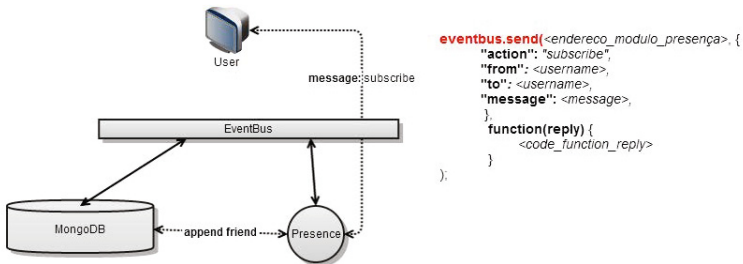 User
message: subscribe
EventBus
MongoDB
append friend
Presence
eventbus.send(<endereco_modulo_presença>, {
"action": "subscribe",
"from": <username>,
"to": <username>,
"message": <message>,
},
function(reply) {
<code_function_reply>
}
);